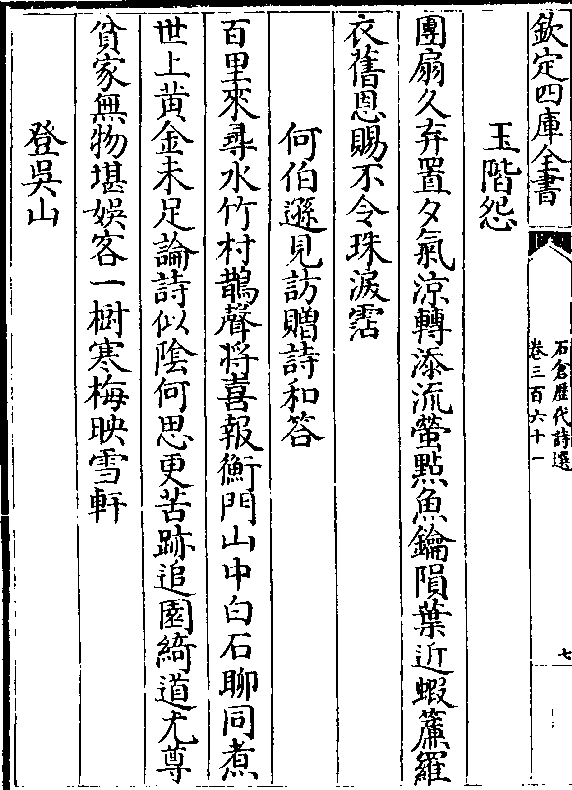 欽定四庫全書
石倉歴代詩選
卷三百六十一
七
玉階怨
團扇久弃置夕氣涼轉添流螢點魚鑰隕葉近蝦簾羅
衣舊恩賜不令珠淚霑
何伯遜見訪贈詩和答
百里來尋水竹村鵲聲將喜報衡門山中白石聊同煮
世上黄金未足論詩似陰何思更苦跡追園綺道尤尊
貧家無物堪娯客一樹寒梅映雪軒
登吳山